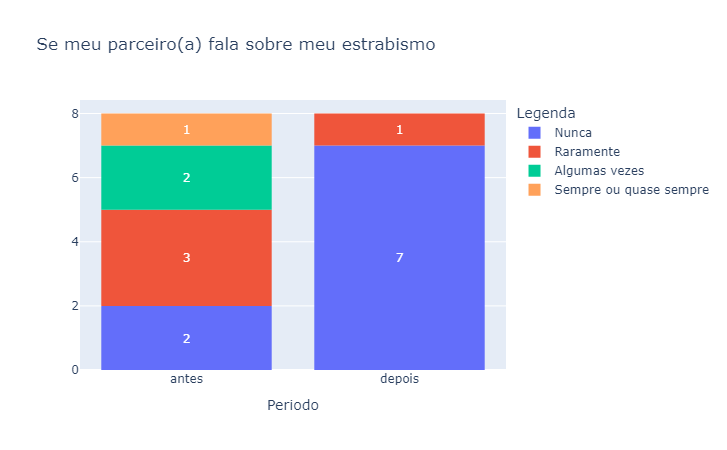 Se meu parceiro(a) fala sobre meu estrabismo
Legenda
Nunca
Raramente
Algumas vezes
Sempre ou quase sempre
8
6
4
2
0
1
2
3
2
1
7
antes
depois
Periodo